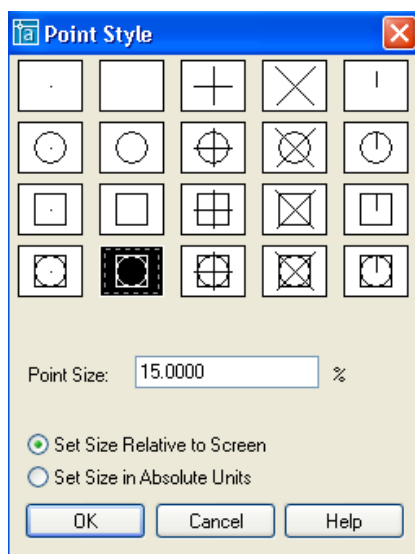 Point Style
Point Size: 15.0000 %
Set Size Relative to Screen
Set Size in Absolute Units
OK Cancel Help